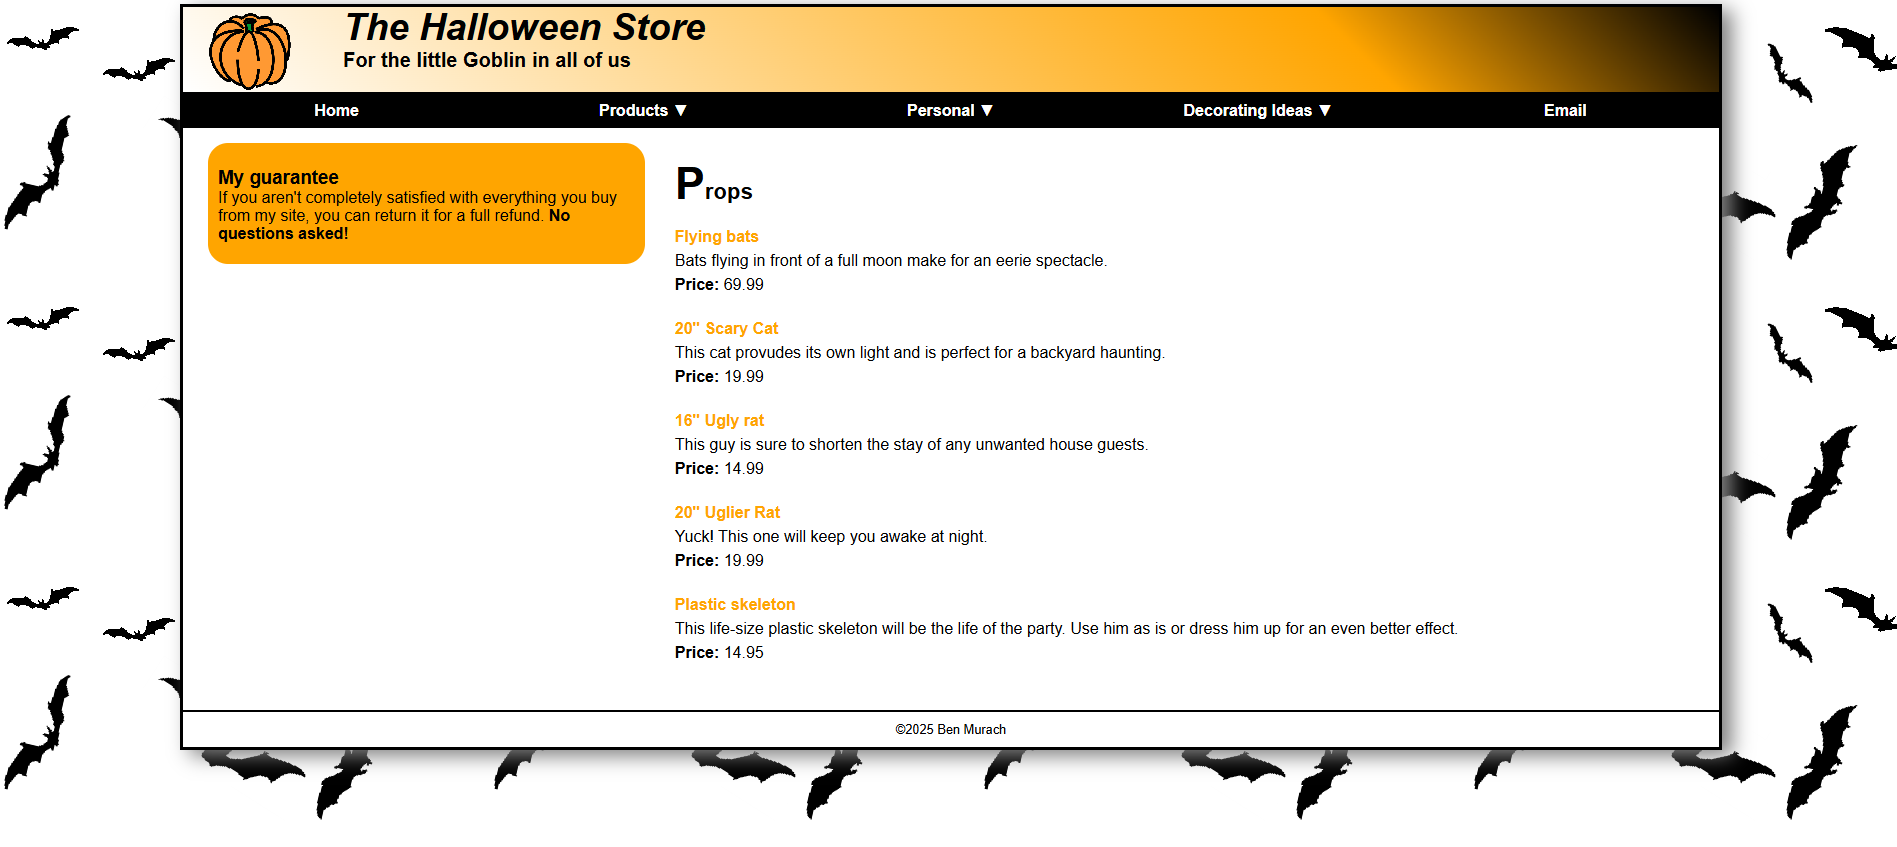 The Halloween Store
For the little Goblin in all of us
Home Products ▼ Personal ▼ Decorating Ideas ▼ Email
My guarantee
If you aren't completely satisfied with everything you buy
from my site, you can return it for a full refund. No
questions asked!
Props
Flying bats
Bats flying in front of a full moon make for an eerie spectacle.
Price: 69.99
20" Scary Cat
This cat provudes its own light and is perfect for a backyard haunting.
Price: 19.99
16" Ugly rat
This guy is sure to shorten the stay of any unwanted house guests.
Price: 14.99
20" Uglier Rat
Yuck! This one will keep you awake at night.
Price: 19.99
Plastic skeleton
This life-size plastic skeleton will be the life of the party. Use him as is or dress him up for an even better effect.
Price: 14.95
©2025 Ben Murach